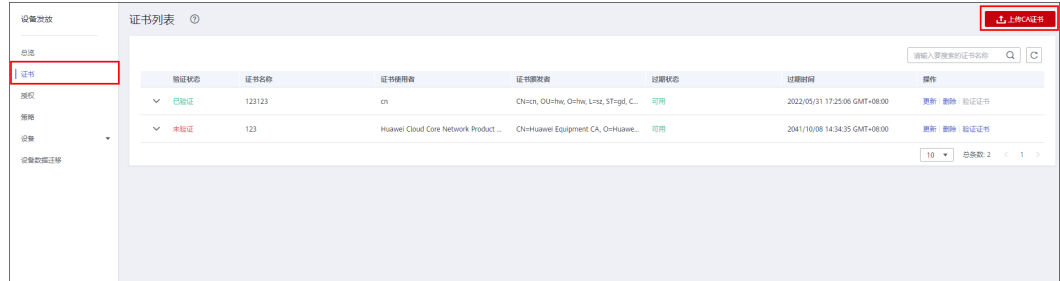 设备发放
总览
证书
授权
策略
设备
设备数据迁移
证书列表
上传CA证书
请输入要搜索的证书名称
验证状态 证书名称 证书使用者 证书颁发者 过期状态 过期时间 操作
已验证 123123 cn CN=cn, OU=hw, O=hw, L=sz, ST=gd, C... 可用 2022/05/31 17:25:06 GMT+08:00 更新 删除 验证证书
未验证 123 Huawei Cloud Core Network Product ... CN=Huawei Equipment CA, O=Huawe... 可用 2041/10/08 14:34:35 GMT+08:00 更新 删除 验证证书
10 总条数: 2 < 1 >